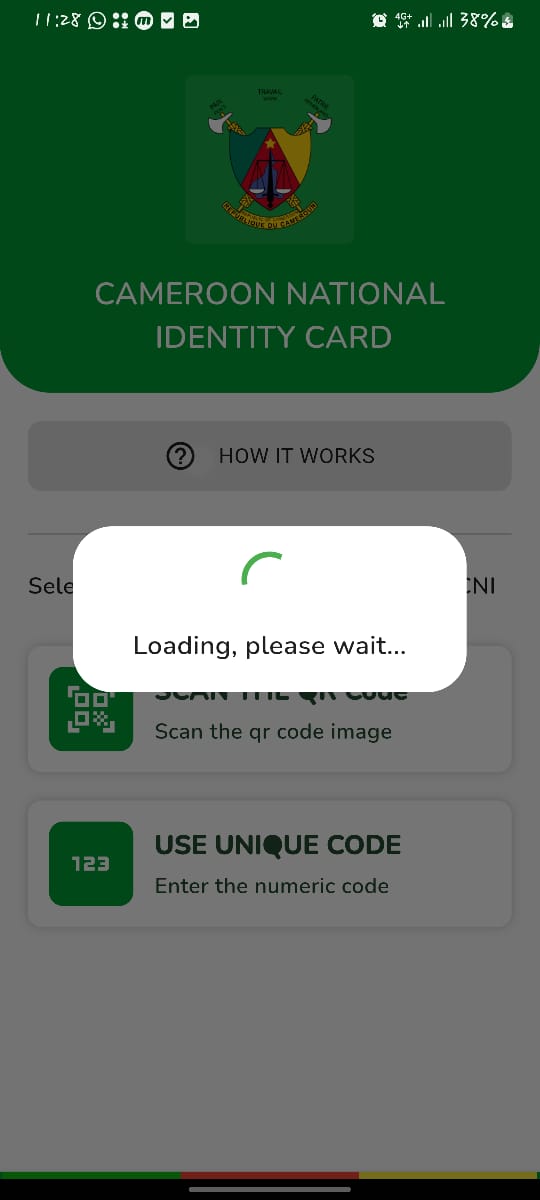 11:28
4G+
38%
TRAVAIL
PAIX
PATRIE
REPUBLIQUE DU CAMEROUN
CAMEROON NATIONAL
IDENTITY CARD
HOW IT WORKS
Sele
CNI
Loading, please wait...
SCAN THE QR Code
Scan the qr code image
123
USE UNIQUE CODE
Enter the numeric code